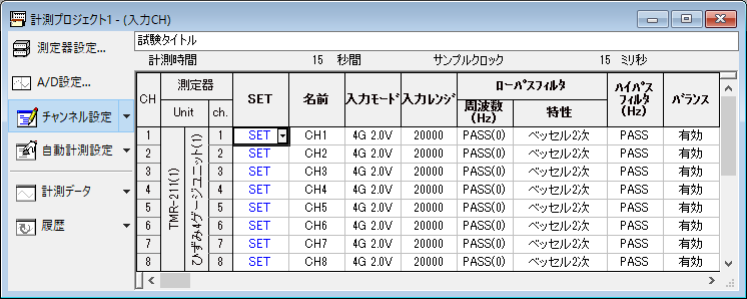 計測プロジェクト1 - (入力CH)
測定器設定...
A/D設定...
チャンネル設定
自動計測設定
計測データ
履歴
試験タイトル
計測時間 15 秒間 サンプルクロック 15 ミリ秒
CH 測定器 SET 名前 入力モード 入力レンジ ローパスフィルタ ハイパスフィルタ(Hz) バランス
Unit ch. 周波数(Hz) 特性
TMR-211(1)
ひずみ4ゲージユニット(1)
1 1 SET CH1 4G 2.0V 20000 PASS(0) ベッセル2次 PASS 有効
2 2 SET CH2 4G 2.0V 20000 PASS(0) ベッセル2次 PASS 有効
3 3 SET CH3 4G 2.0V 20000 PASS(0) ベッセル2次 PASS 有効
4 4 SET CH4 4G 2.0V 20000 PASS(0) ベッセル2次 PASS 有効
5 5 SET CH5 4G 2.0V 20000 PASS(0) ベッセル2次 PASS 有効
6 6 SET CH6 4G 2.0V 20000 PASS(0) ベッセル2次 PASS 有効
7 7 SET CH7 4G 2.0V 20000 PASS(0) ベッセル2次 PASS 有効
8 8 SET CH8 4G 2.0V 20000 PASS(0) ベッセル2次 PASS 有効